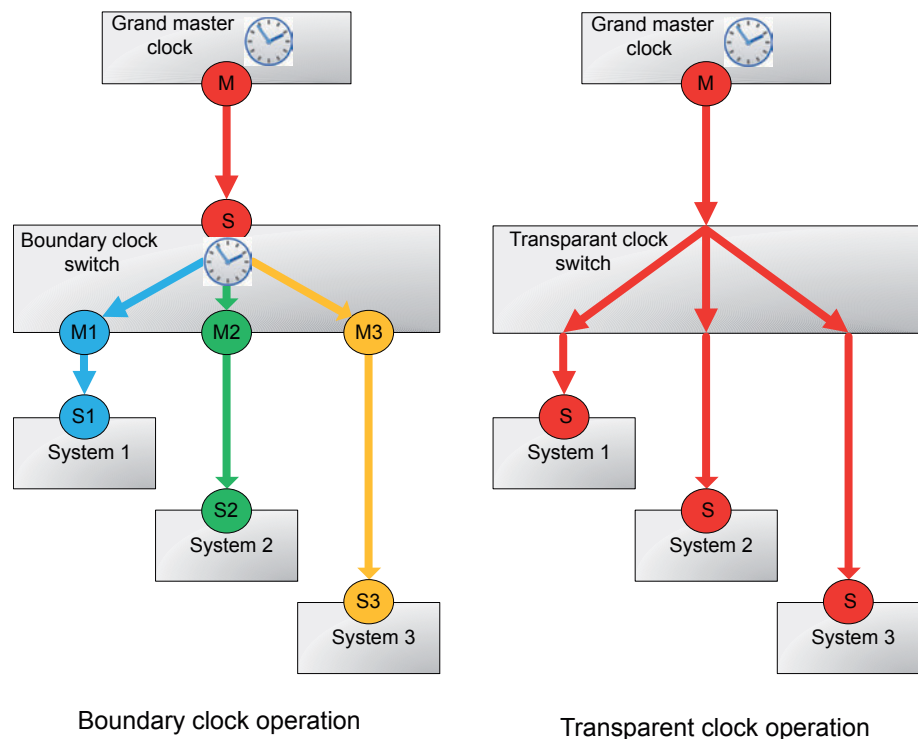 Grand master
clock
M
S
Boundary clock
switch
M1
M2
M3
S1
System 1
S2
System 2
S3
System 3
Boundary clock operation
Grand master
clock
M
Transparant clock
switch
S
System 1
S
System 2
S
System 3
Transparent clock operation